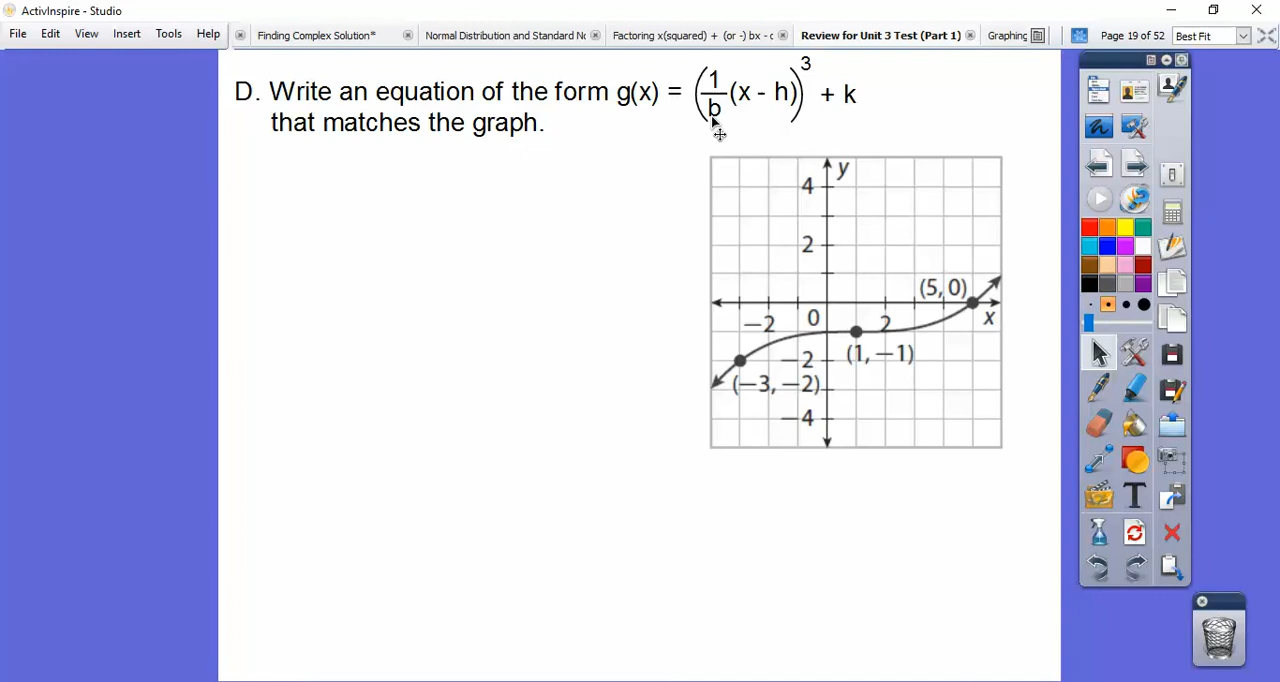 ActivInspire - Studio
File Edit View Insert Tools Help
Finding Complex Solution* Normal Distribution and Standard No Factoring x(squared) + (or -) bx - c Review for Unit 3 Test (Part 1) Graphing Page 19 of 52 Best Fit
D. Write an equation of the form g(x) = (1/b (x - h))^3 + k
that matches the graph.
y
4
2
(5, 0)
−2 0 2 x
−2 (1, −1)
(−3, −2)
−4
T